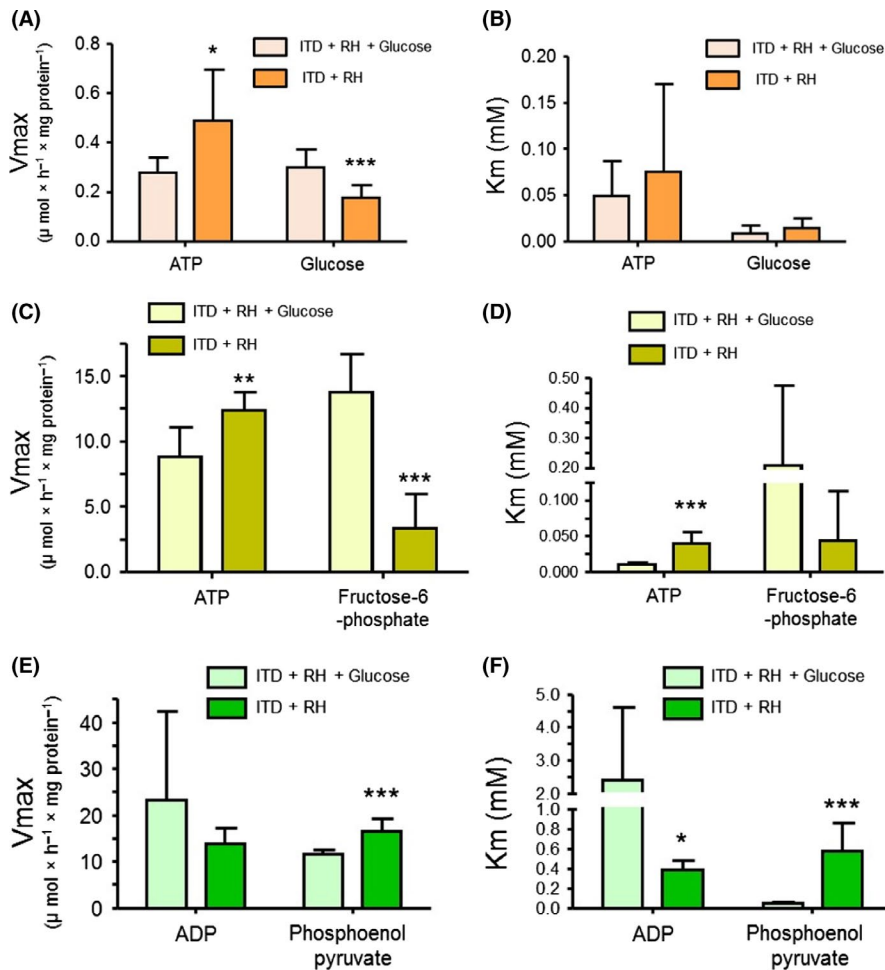 (A)
ITD + RH + Glucose
ITD + RH
Vmax
(µ mol × h⁻¹ × mg protein⁻¹)
0.8
0.6
0.4
0.2
0.0
*
***
ATP
Glucose
(B)
ITD + RH + Glucose
ITD + RH
Km (mM)
0.20
0.15
0.10
0.05
0.00
ATP
Glucose
(C)
ITD + RH + Glucose
ITD + RH
Vmax
(µ mol × h⁻¹ × mg protein⁻¹)
15.0
10.0
5.0
0.0
**
***
ATP
Fructose-6
-phosphate
(D)
ITD + RH + Glucose
ITD + RH
Km (mM)
0.50
0.40
0.30
0.20
0.100
0.050
0.000
***
ATP
Fructose-6
-phosphate
(E)
ITD + RH + Glucose
ITD + RH
Vmax
(µ mol × h⁻¹ × mg protein⁻¹)
40
30
20
10
0
***
ADP
Phosphoenol
pyruvate
(F)
ITD + RH + Glucose
ITD + RH
Km (mM)
5.0
4.0
3.0
2.0
1.0
0.8
0.6
0.4
0.2
0.0
*
***
ADP
Phosphoenol
pyruvate